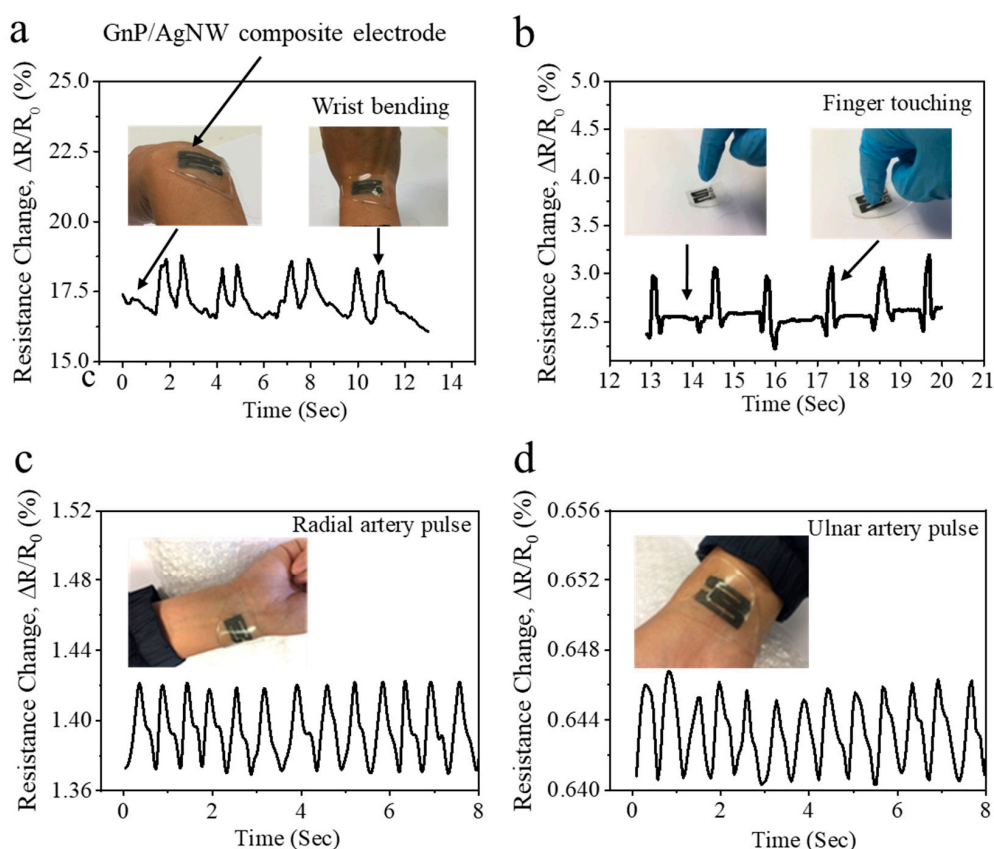 a
GnP/AgNW composite electrode
Resistance Change, ΔR/R0 (%)
25.0
22.5
20.0
17.5
15.0
Wrist bending
c
0 2 4 6 8 10 12 14
Time (Sec)
b
Resistance Change, ΔR/R0 (%)
5.0
4.5
4.0
3.5
3.0
2.5
Finger touching
12 13 14 15 16 17 18 19 20 21
Time (Sec)
c
Resistance Change, ΔR/R0 (%)
1.52
1.48
1.44
1.40
1.36
Radial artery pulse
0 2 4 6 8
Time (Sec)
d
Resistance Change, ΔR/R0 (%)
0.656
0.652
0.648
0.644
0.640
Ulnar artery pulse
0 2 4 6 8
Time (Sec)